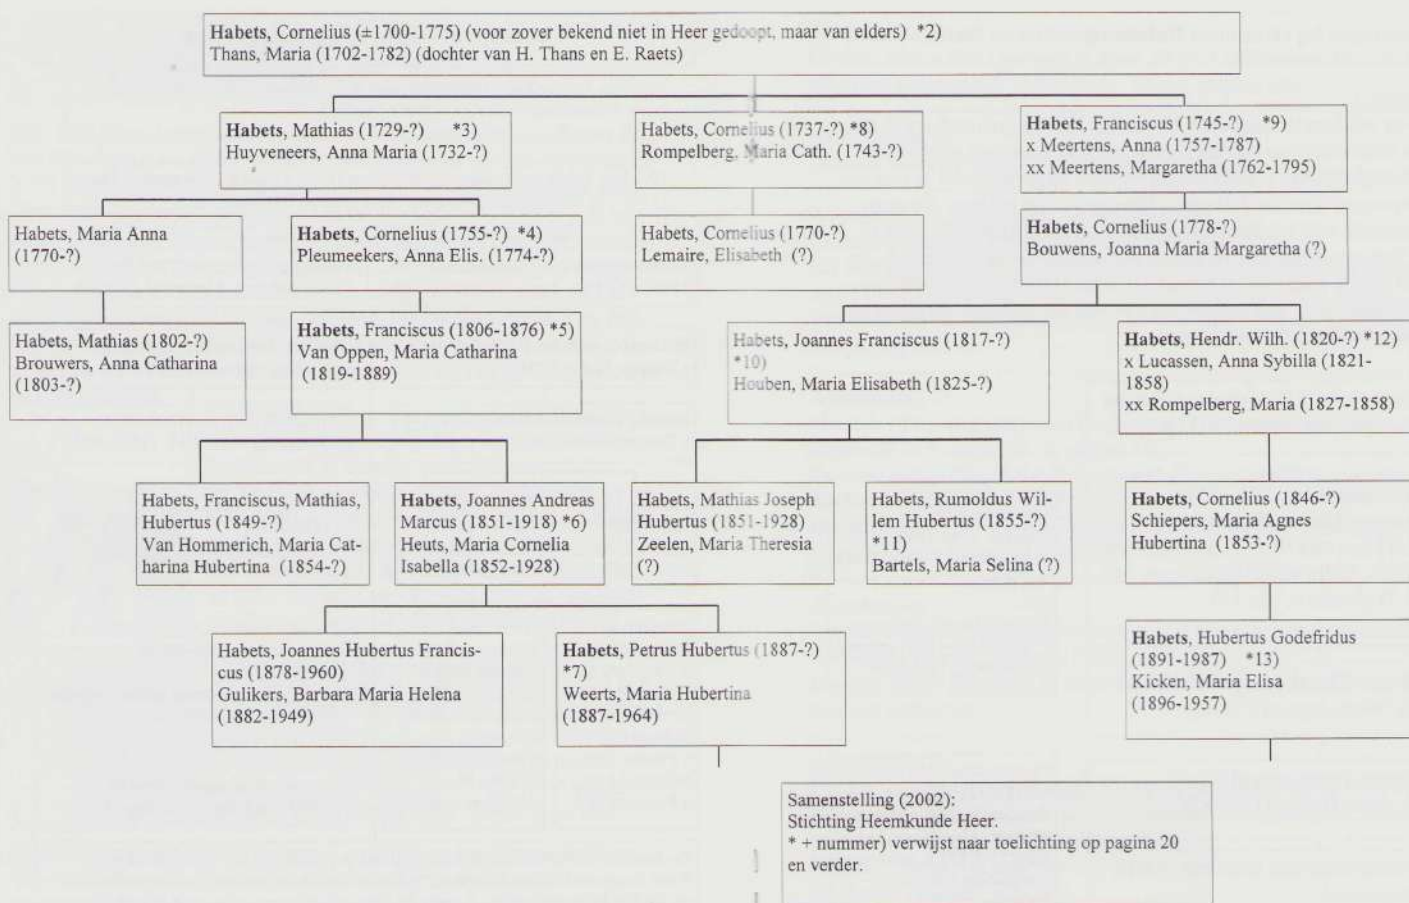 Habets, Cornelius (±1700-1775) (voor zover bekend niet in Heer gedoopt, maar van elders) *2)
Thans, Maria (1702-1782) (dochter van H. Thans en E. Raets)
Habets, Mathias (1729-?) *3)
Huyveneers, Anna Maria (1732-?)
Habets, Cornelius (1737-?) *8)
Rompelberg, Maria Cath. (1743-?)
Habets, Franciscus (1745-?) *9)
x Meertens, Anna (1757-1787)
xx Meertens, Margaretha (1762-1795)
Habets, Maria Anna
(1770-?)
Habets, Cornelius (1755-?) *4)
Pleumeekers, Anna Elis. (1774-?)
Habets, Cornelius (1770-?)
Lemaire, Elisabeth (?)
Habets, Cornelius (1778-?)
Bouwens, Joanna Maria Margaretha (?)
Habets, Mathias (1802-?)
Brouwers, Anna Catharina
(1803-?)
Habets, Franciscus (1806-1876) *5)
Van Oppen, Maria Catharina
(1819-1889)
Habets, Joannes Franciscus (1817-?)
*10)
Houben, Maria Elisabeth (1825-?)
Habets, Hendr. Wilh. (1820-?) *12)
x Lucassen, Anna Sybilla (1821-
1858)
xx Rompelberg, Maria (1827-1858)
Habets, Franciscus, Mathias,
Hubertus (1849-?)
Van Hommerich, Maria Cat-
harina Hubertina (1854-?)
Habets, Joannes Andreas
Marcus (1851-1918) *6)
Heuts, Maria Cornelia
Isabella (1852-1928)
Habets, Mathias Joseph
Hubertus (1851-1928)
Zeelen, Maria Theresia
(?)
Habets, Rumoldus Wil-
lem Hubertus (1855-?)
*11)
Bartels, Maria Selina (?)
Habets, Cornelius (1846-?)
Schiepers, Maria Agnes
Hubertina (1853-?)
Habets, Joannes Hubertus Francis-
cus (1878-1960)
Gulikers, Barbara Maria Helena
(1882-1949)
Habets, Petrus Hubertus (1887-?)
*7)
Weerts, Maria Hubertina
(1887-1964)
Habets, Hubertus Godefridus
(1891-1987) *13)
Kicken, Maria Elisa
(1896-1957)
Samenstelling (2002):
Stichting Heemkunde Heer.
* + nummer) verwijst naar toelichting op pagina 20
en verder.